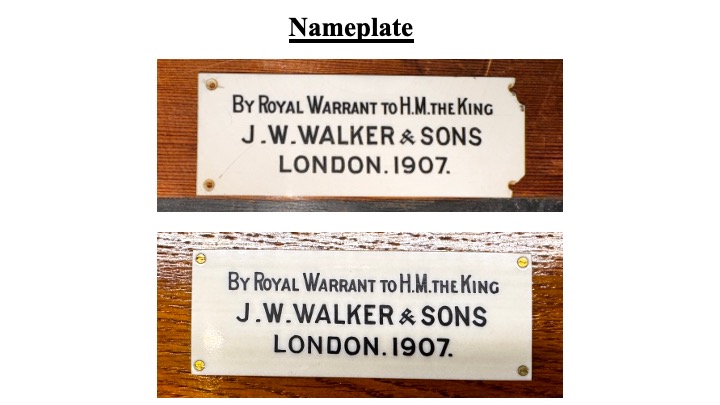 Nameplate
By Royal Warrant to H.M. the King
J.W. WALKER & SONS
LONDON. 1907.
By Royal Warrant to H.M. the King
J.W. WALKER & SONS
LONDON. 1907.